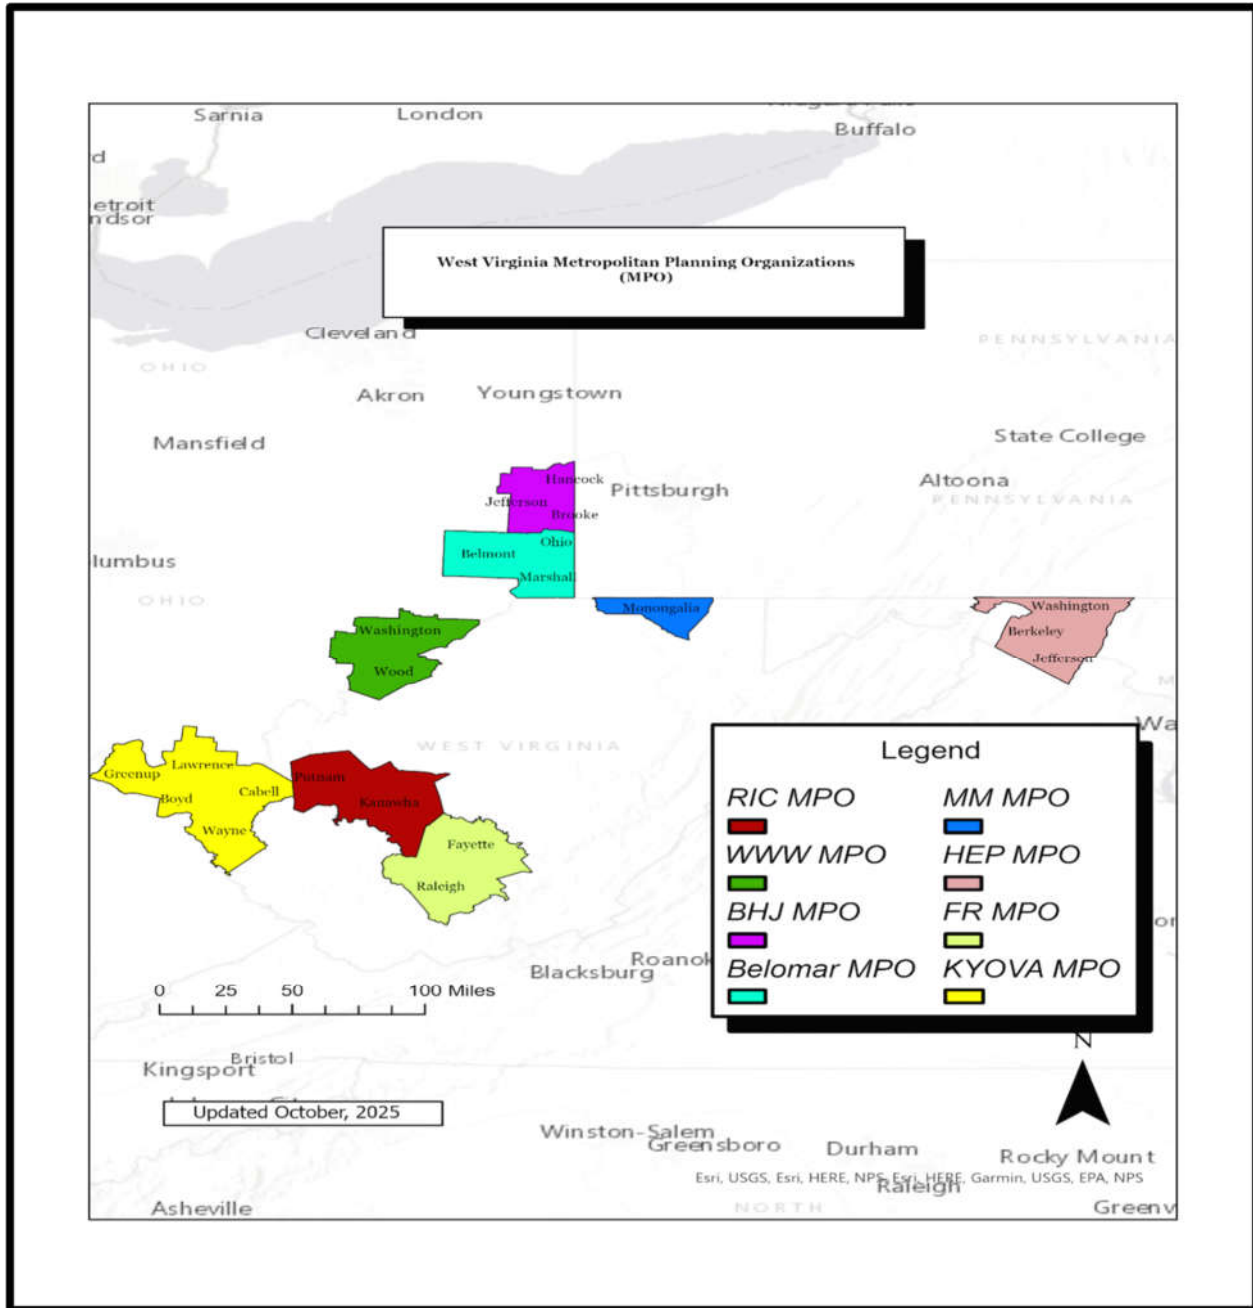 Sarnia
London
Buffalo
d
etroit
ndsor
West Virginia Metropolitan Planning Organizations
(MPO)
Cleveland
PENNSYLVANIA
OHIO
Akron
Youngstown
Mansfield
State College
Altoona
Hancock
Pittsburgh
PENNSYLVANIA
Jefferson
Brooke
Ohio
lumbus
Belmont
Marshall
OHIO
Monongalia
Washington
Washington
Berkeley
Jefferson
Wood
M
Wa
WEST VIRGINIA
Legend
Lawrence
Greenup
Putnam
Cabell
Boyd
Kanawha
RIC MPO
MM MPO
Wayne
Fayette
WWW MPO
HEP MPO
Raleigh
BHJ MPO
FR MPO
or
Roanok
Blacksburg
Belomar MPO
KYOVA MPO
0 25 50 100 Miles
N
Bristol
Kingsport
Updated October, 2025
Winston-Salem
Greensboro
Durham
Rocky Mount
Esri, USGS, Esri, HERE, NPS, Esri, HERE, Garmin, USGS, EPA, NPS
Raleigh
Asheville
NORTH
Greenv